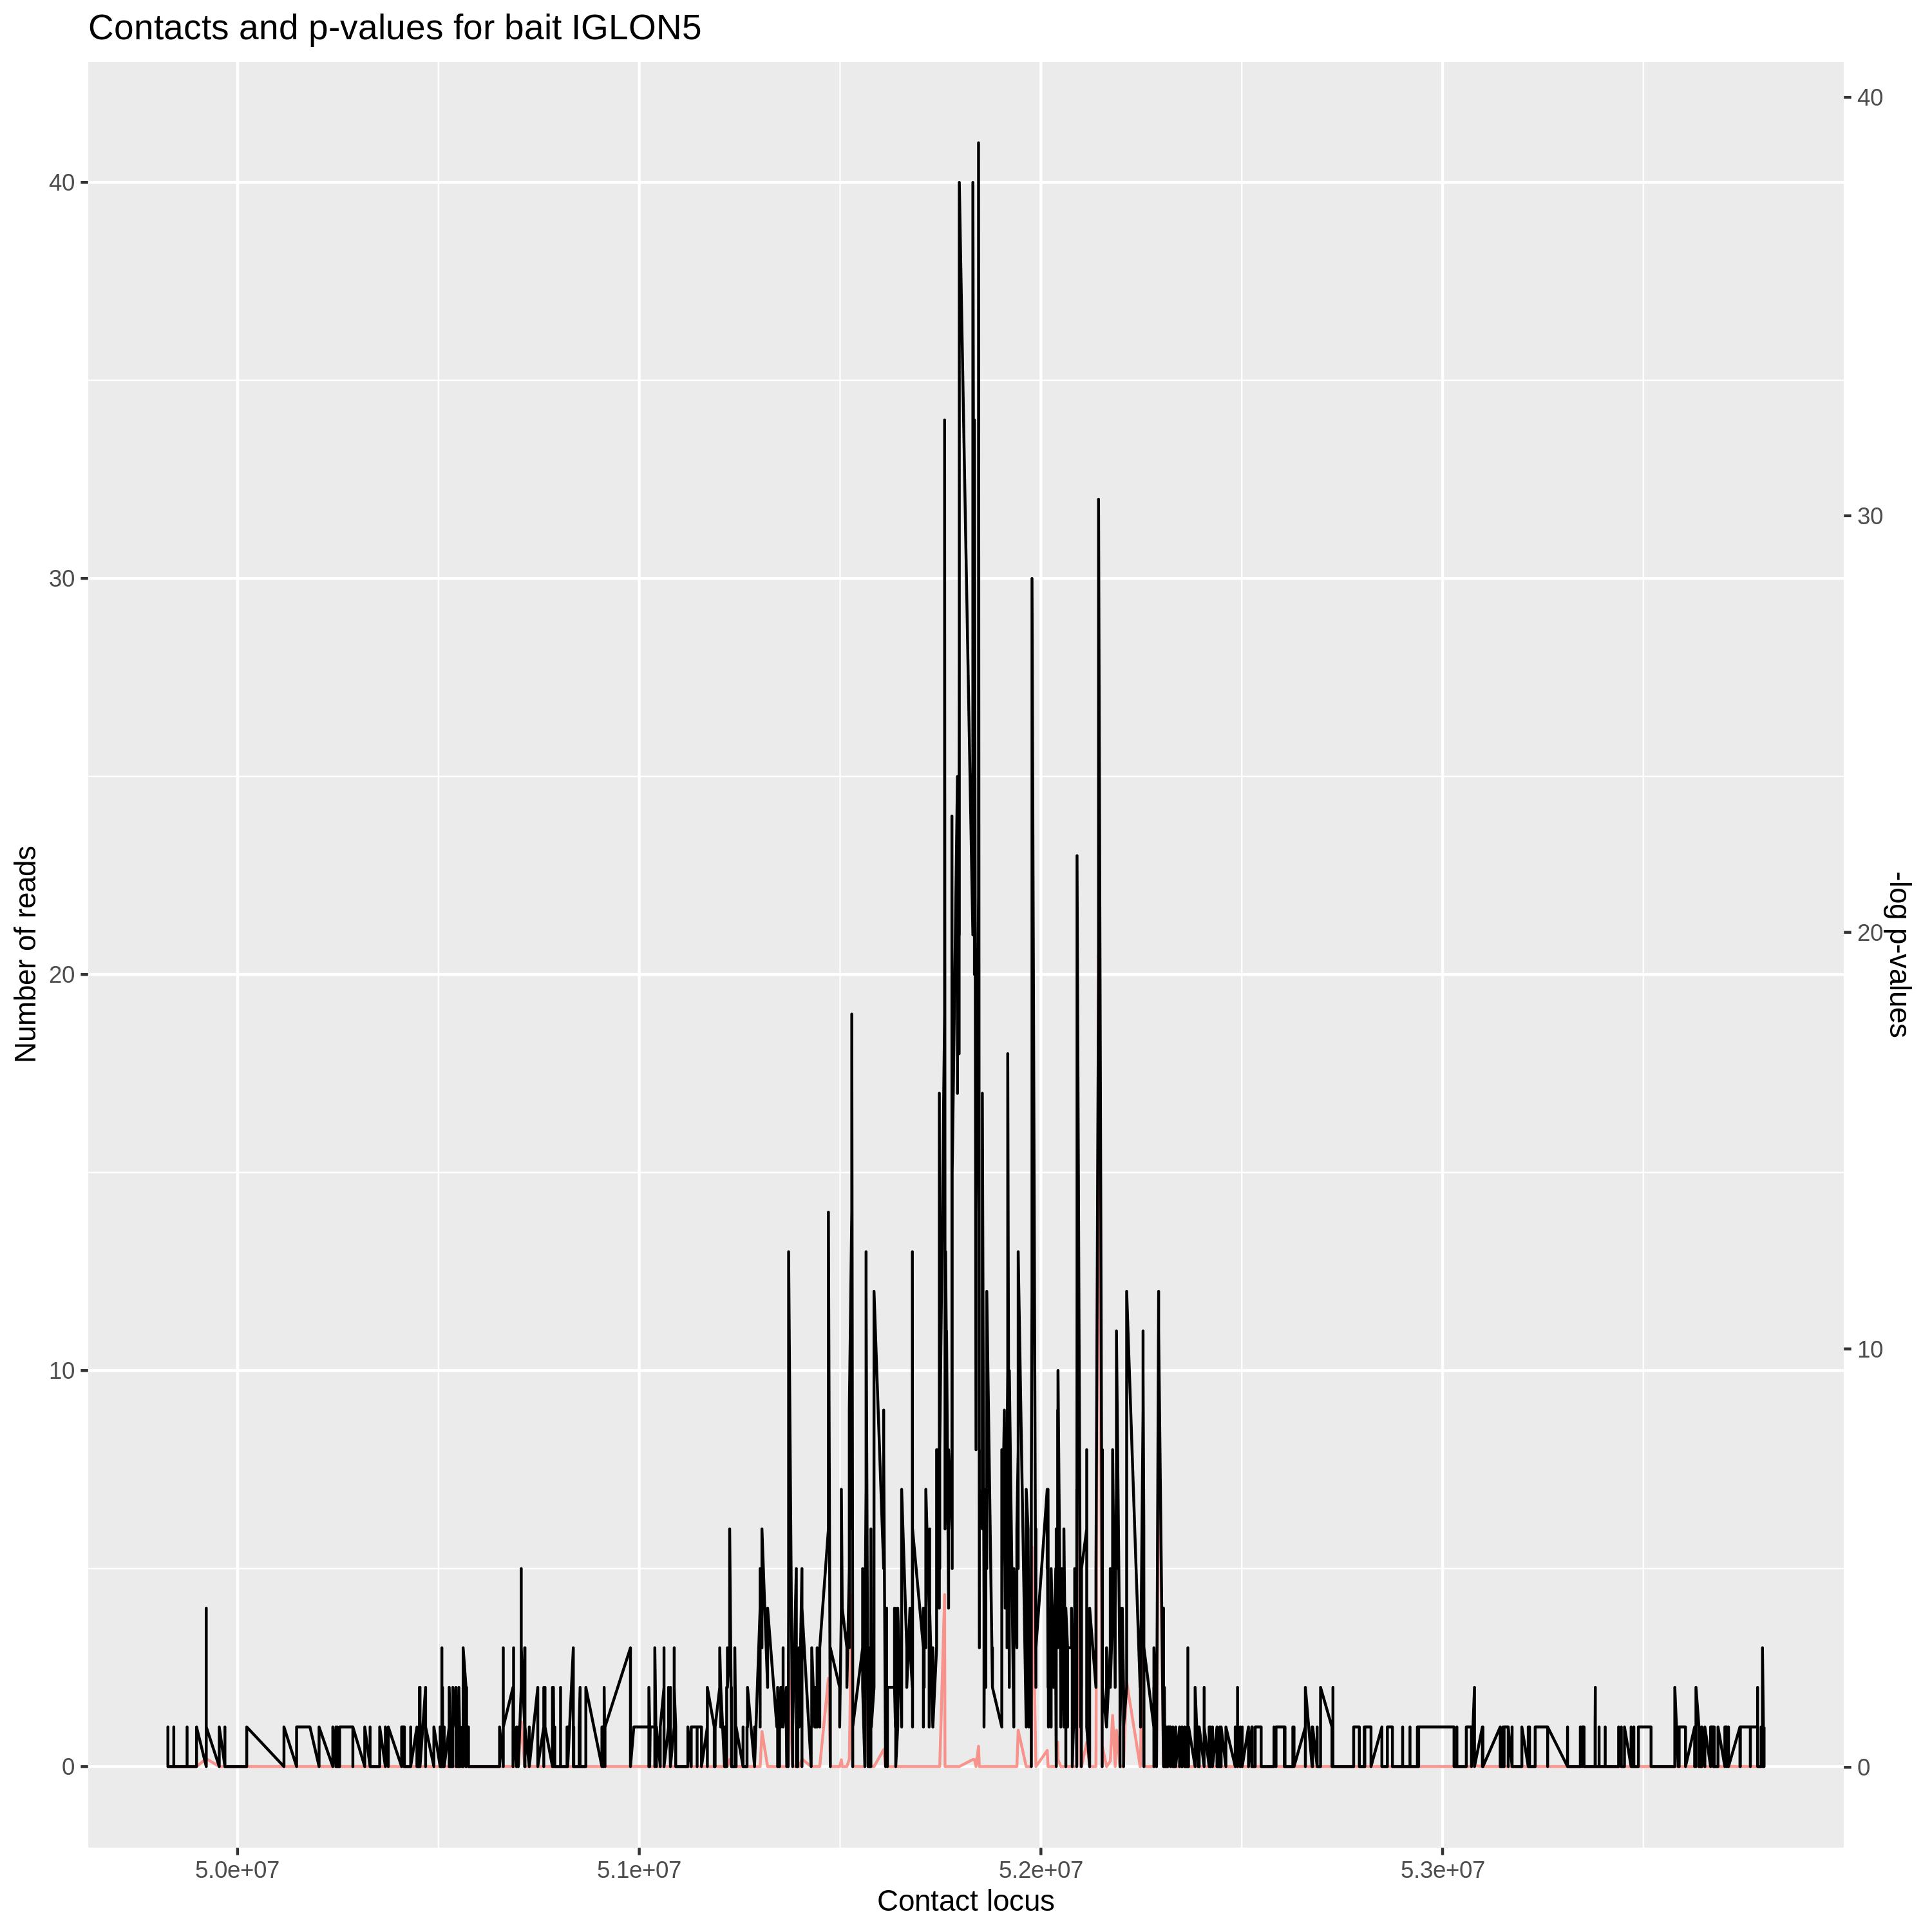 Contacts and p-values for bait IGLON5
40
30
20
10
0
Number of reads
40
30
20
10
0
-log p-values
5.0e+07 5.1e+07 5.2e+07 5.3e+07
Contact locus